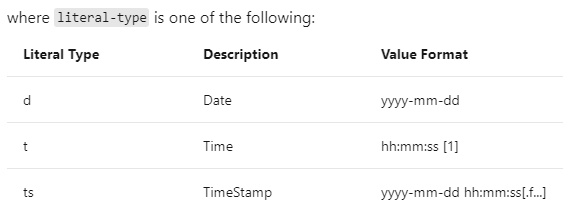 where literal-type is one of the following:
Literal Type Description Value Format
d Date yyyy-mm-dd
t Time hh:mm:ss [1]
ts TimeStamp yyyy-mm-dd hh:mm:ss[.f...]